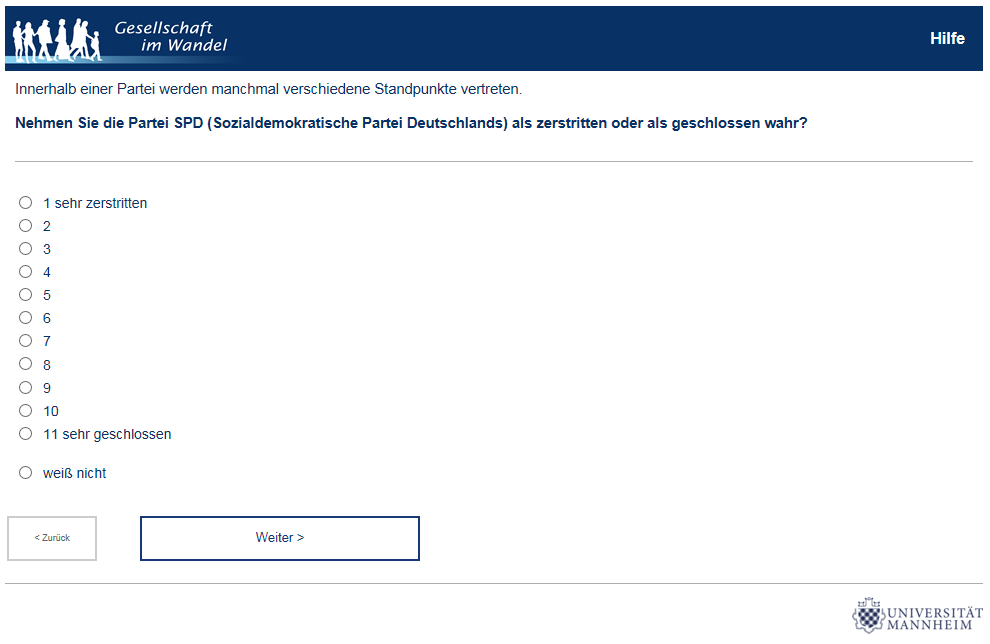 Gesellschaft
im Wandel
Hilfe
Innerhalb einer Partei werden manchmal verschiedene Standpunkte vertreten.
Nehmen Sie die Partei SPD (Sozialdemokratische Partei Deutschlands) als zerstritten oder als geschlossen wahr?
1 sehr zerstritten
2
3
4
5
6
7
8
9
10
11 sehr geschlossen
weiß nicht
< Zurück
Weiter >
UNIVERSITÄT
MANNHEIM